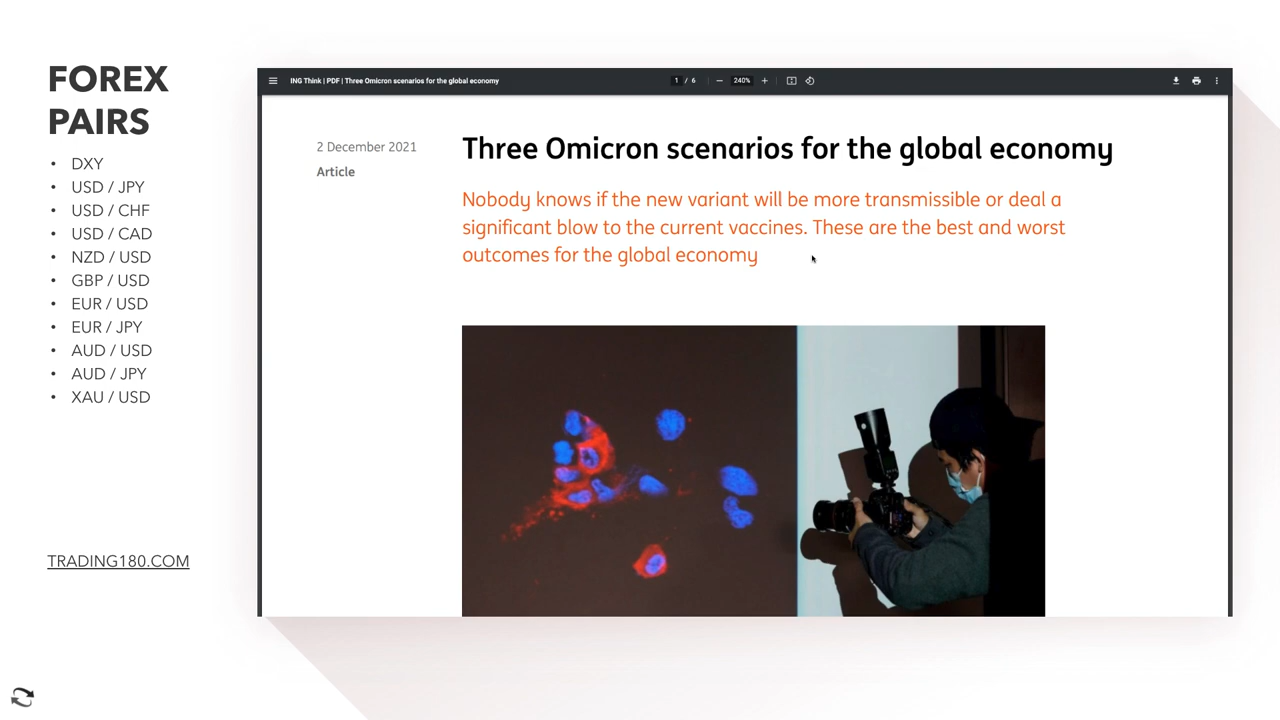 FOREX
PAIRS
• DXY
• USD / JPY
• USD / CHF
• USD / CAD
• NZD / USD
• GBP / USD
• EUR / USD
• EUR / JPY
• AUD / USD
• AUD / JPY
• XAU / USD
TRADING180.COM
ING Think | PDF | Three Omicron scenarios for the global economy
1 / 6
240%
2 December 2021
Article
Three Omicron scenarios for the global economy
Nobody knows if the new variant will be more transmissible or deal a
significant blow to the current vaccines. These are the best and worst
outcomes for the global economy